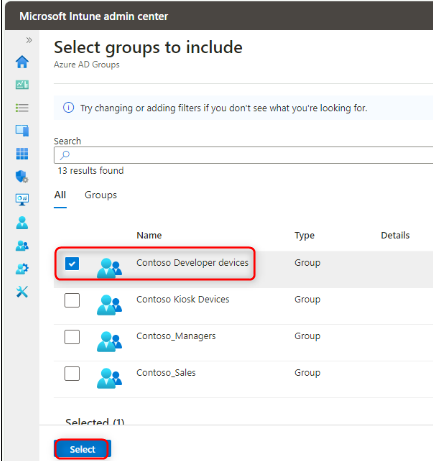 Microsoft Intune admin center
Select groups to include
Azure AD Groups
Try changing or adding filters if you don't see what you're looking for.
Search
13 results found
All Groups
Name Type Details
Contoso Developer devices Group
Contoso Kiosk Devices Group
Contoso_Managers Group
Contoso_Sales Group
Selected (1)
Select